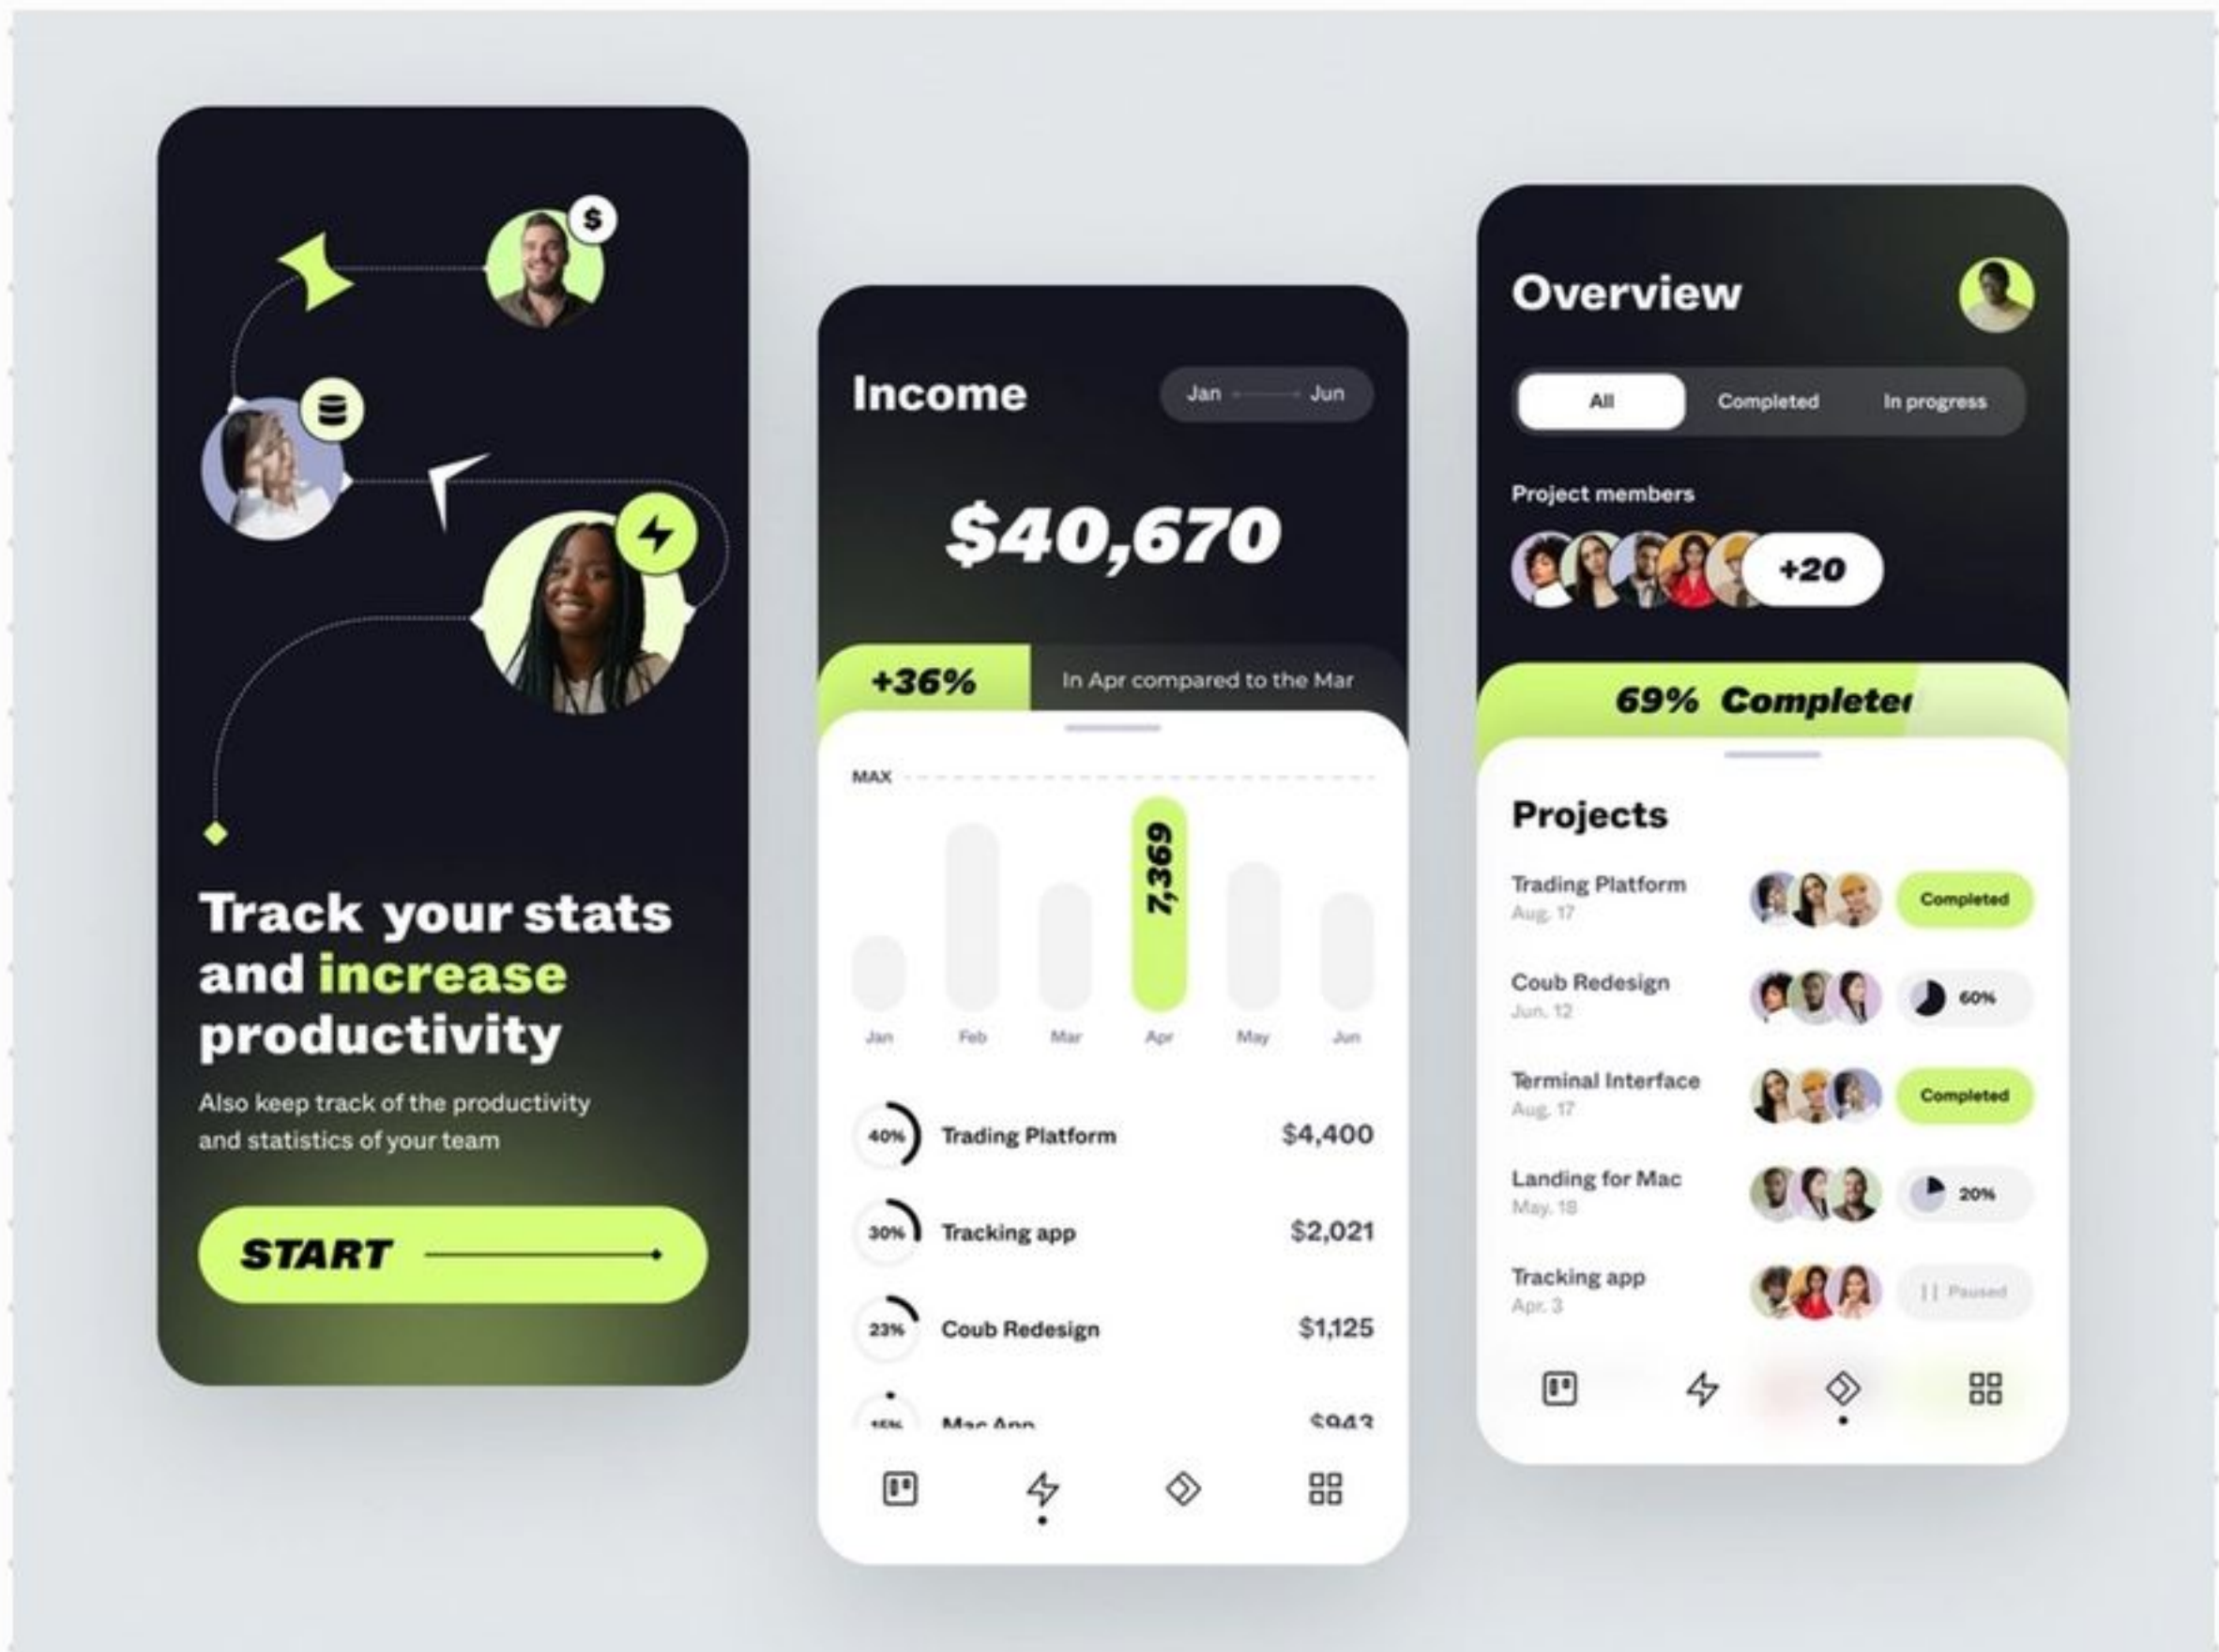 $
Track your stats
and increase
productivity
Also keep track of the productivity
and statistics of your team
START
Income
Jan
Jun
$40,670
+36%
In Apr compared to the Mar
MAX
7,369
Jan Feb Mar Apr May Jun
40% Trading Platform $4,400
30% Tracking app $2,021
23% Coub Redesign $1,125
15% Mac App $943
Overview
All Completed In progress
Project members
+20
69% Completed
Projects
Trading Platform
Aug. 17
Completed
Coub Redesign
Jun. 12
60%
Terminal Interface
Aug. 17
Completed
Landing for Mac
May. 18
20%
Tracking app
Apr. 3
Paused